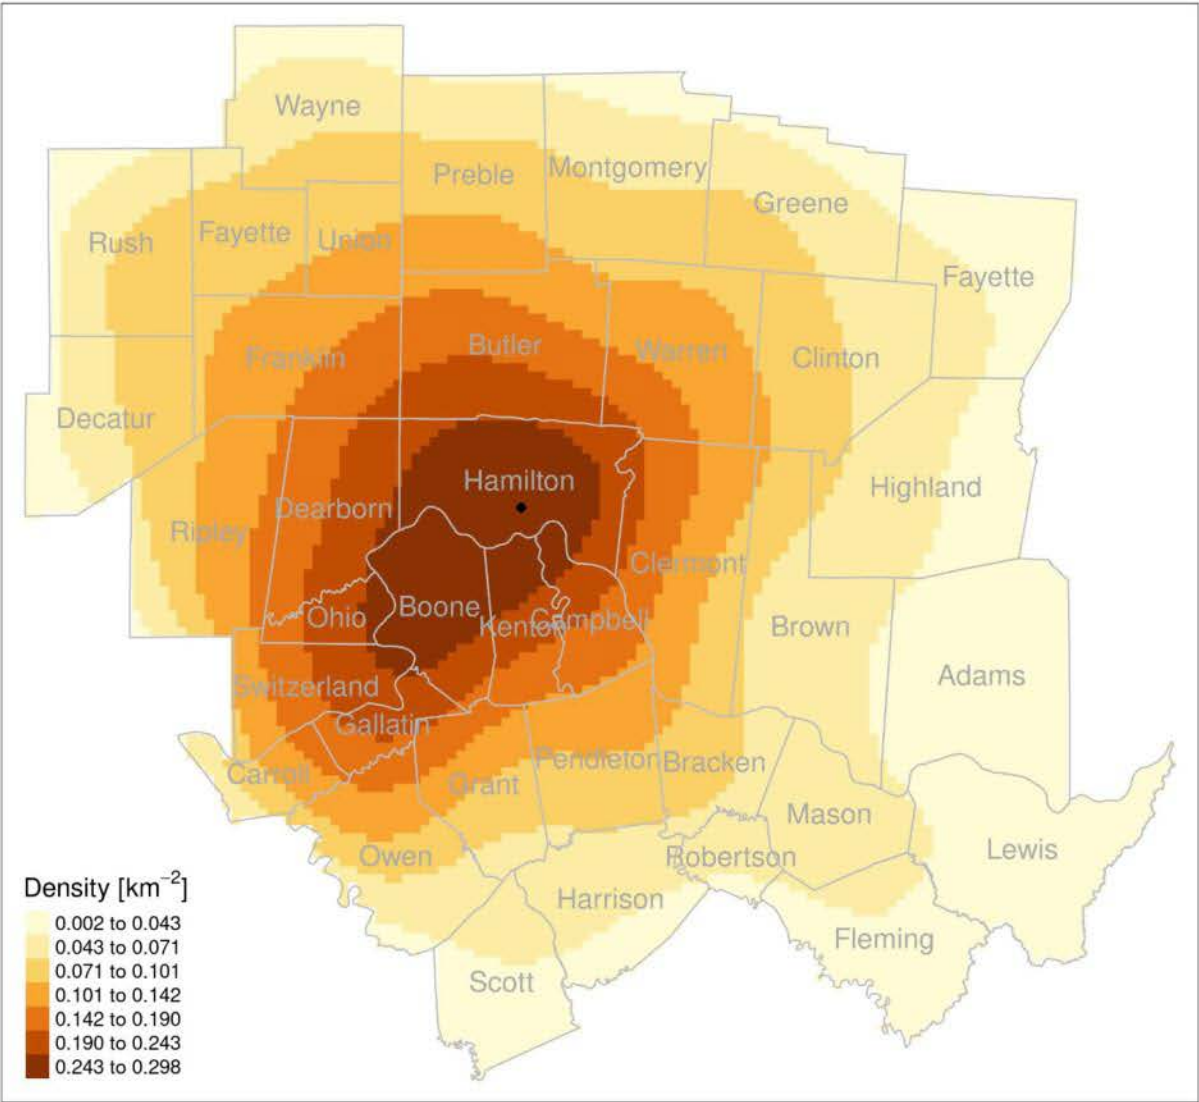 Wayne
Montgomery
Preble
Greene
Fayette
Union
Rush
Fayette
Butler
Warren
Franklin
Clinton
Decatur
Hamilton
Highland
Dearborn
Ripley
Clermont
Boone
Ohio
Kenton
Campbell
Brown
Adams
Switzerland
Gallatin
Pendleton
Bracken
Carroll
Grant
Mason
Lewis
Owen
Robertson
Harrison
Fleming
Scott
Density [km⁻²]
0.002 to 0.043
0.043 to 0.071
0.071 to 0.101
0.101 to 0.142
0.142 to 0.190
0.190 to 0.243
0.243 to 0.298